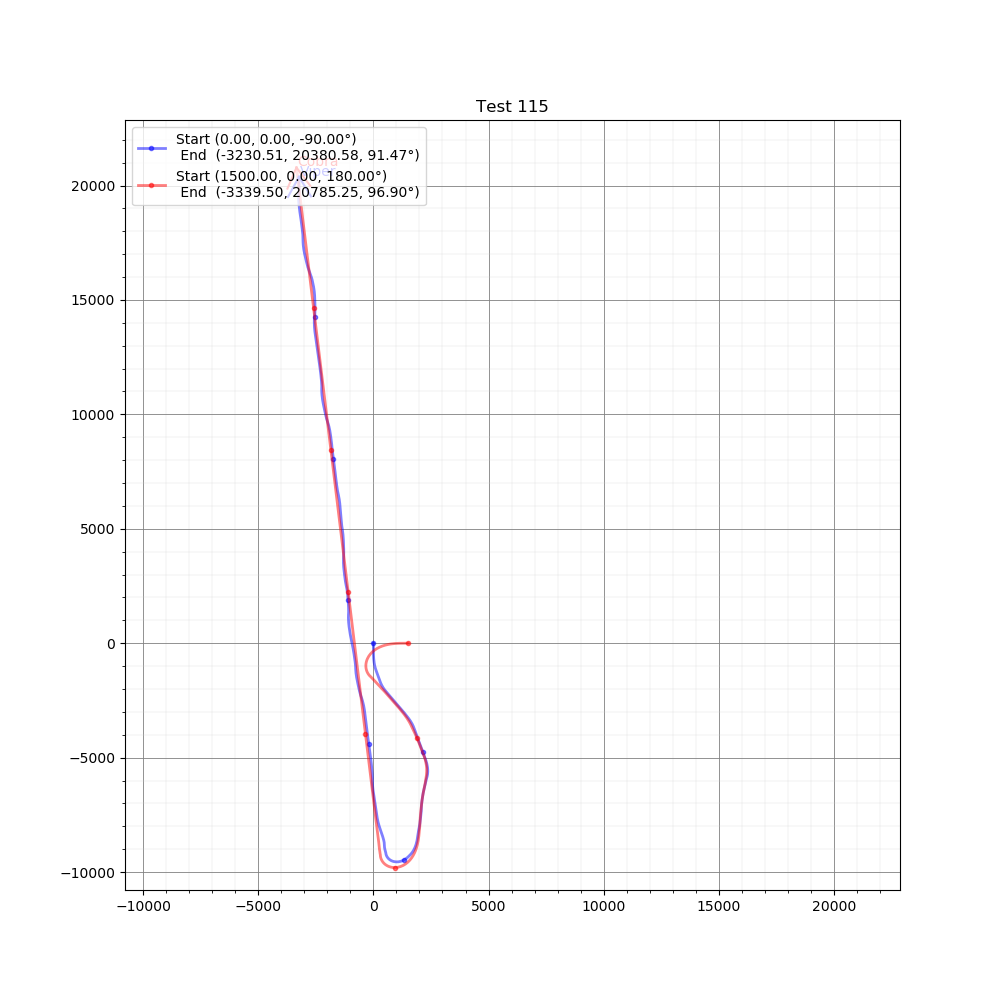 Test 115
Start (0.00, 0.00, -90.00°)
End (-3230.51, 20380.58, 91.47°)
Start (1500.00, 0.00, 180.00°)
End (-3339.50, 20785.25, 96.90°)
20000
15000
10000
5000
0
−5000
−10000
−10000 −5000 0 5000 10000 15000 20000